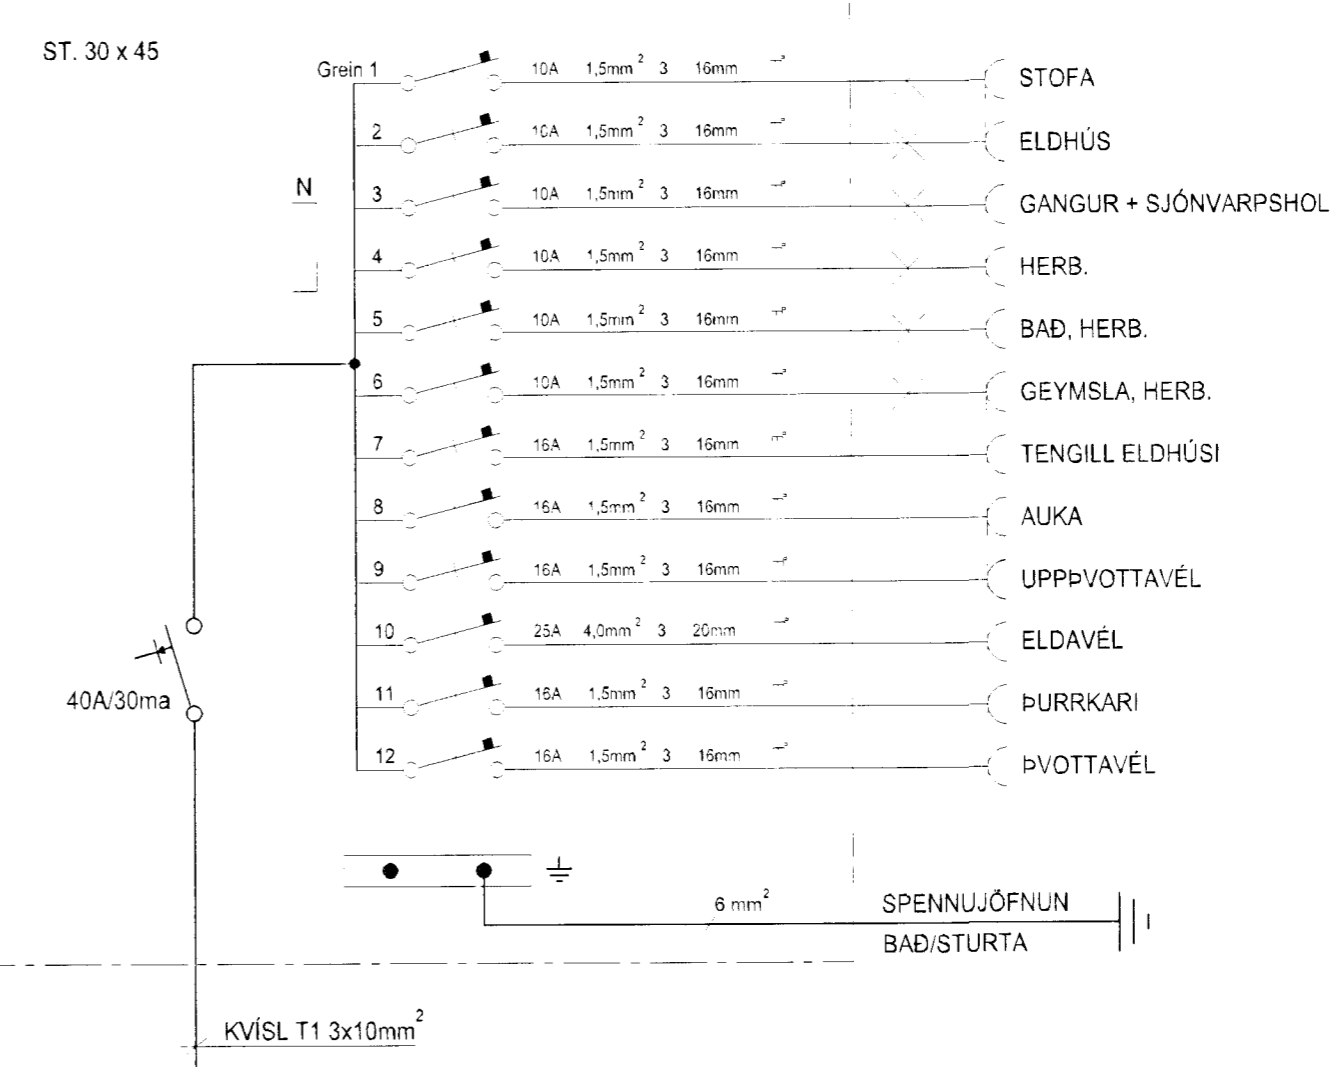 ST. 30 x 45
Grein 1 10A 1,5mm² 3 16mm STOFA
2 10A 1,5mm² 3 16mm ELDHÚS
N
3 10A 1,5mm² 3 16mm GANGUR + SJÓNVARPSHOL
4 10A 1,5mm² 3 16mm HERB.
5 10A 1,5mm² 3 16mm BAÐ, HERB.
6 10A 1,5mm² 3 16mm GEYMSLA, HERB.
7 16A 1,5mm² 3 16mm TENGILL ELDHÚSI
8 16A 1,5mm² 3 16mm AUKA
9 16A 1,5mm² 3 16mm UPPÞVOTTAVÉL
10 25A 4,0mm² 3 20mm ELDAVÉL
40A/30ma
11 16A 1,5mm² 3 16mm ÞURRKARI
12 16A 1,5mm² 3 16mm ÞVOTTAVÉL
6 mm² SPENNUJÖFNUN
BAÐ/STURTA
KVÍSL T1 3x10mm²